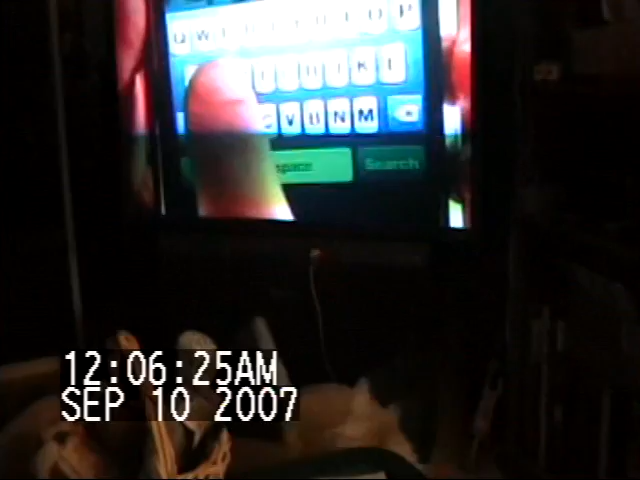 Q W E R T Y U I O P
J K L
C V B N M
space Search
12:06:25AM
SEP 10 2007